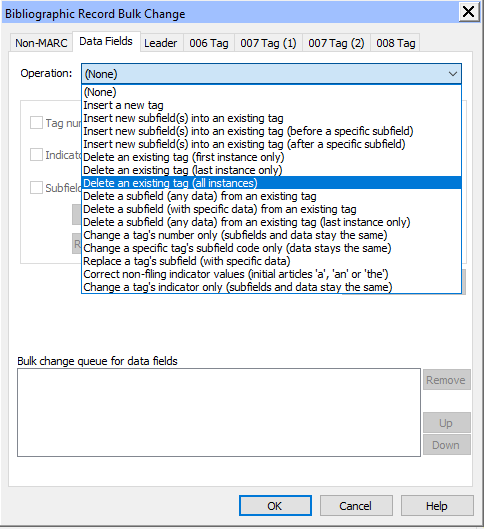 Bibliographic Record Bulk Change
Non-MARC Data Fields Leader 006 Tag 007 Tag (1) 007 Tag (2) 008 Tag
Operation: (None)
(None)
Insert a new tag
Insert new subfield(s) into an existing tag
Insert new subfield(s) into an existing tag (before a specific subfield)
Insert new subfield(s) into an existing tag (after a specific subfield)
Delete an existing tag (first instance only)
Delete an existing tag (last instance only)
Delete an existing tag (all instances)
Delete a subfield (any data) from an existing tag
Delete a subfield (with specific data) from an existing tag
Delete a subfield (any data) from an existing tag (last instance only)
Change a tag's number only (subfields and data stay the same)
Change a specific tag's subfield code only (data stays the same)
Replace a tag's subfield (with specific data)
Correct non-filing indicator values (initial articles 'a', 'an' or 'the')
Change a tag's indicator only (subfields and data stay the same)
Tag nu
Indicat
Subfield
R
Bulk change queue for data fields
Remove
Up
Down
OK Cancel Help